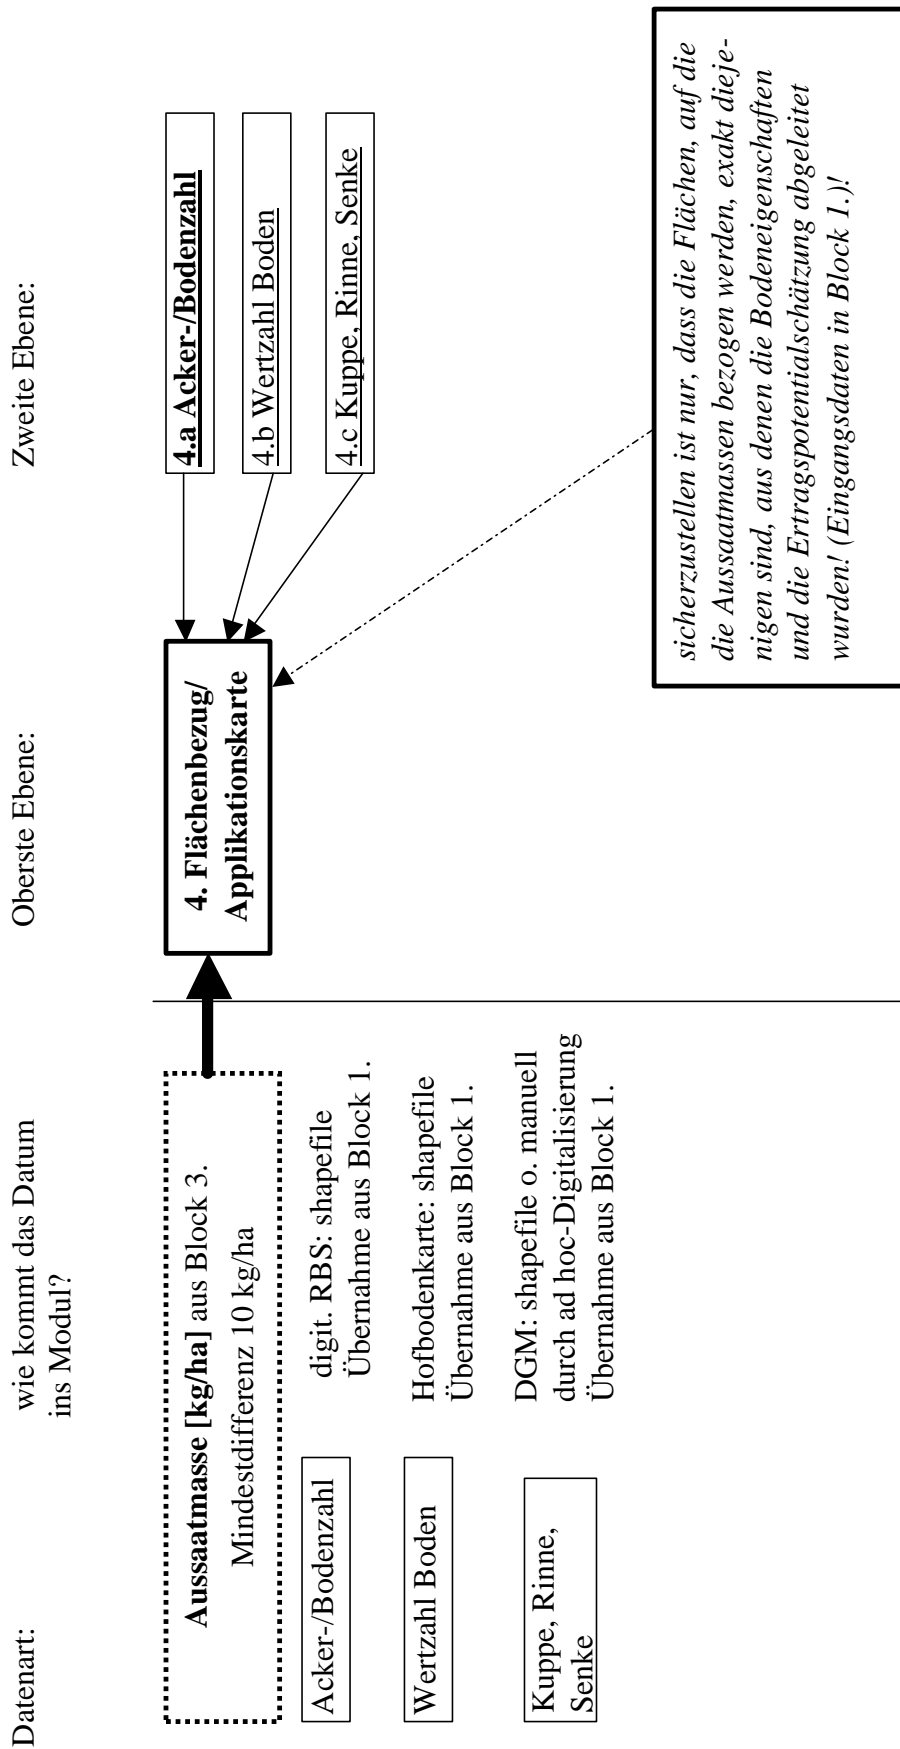 Datenart:
wie kommt das Datum
ins Modul?
Oberste Ebene:
Zweite Ebene:
Aussaatmasse [kg/ha] aus Block 3.
Mindestdifferenz 10 kg/ha
4. Flächenbezug/
Applikationskarte
4.a Acker-/Bodenzahl
4.b Wertzahl Boden
4.c Kuppe, Rinne, Senke
Acker-/Bodenzahl
digit. RBS: shapefile
Übernahme aus Block 1.
Wertzahl Boden
Hofbodenkarte: shapefile
Übernahme aus Block 1.
Kuppe, Rinne,
Senke
DGM: shapefile o. manuell
durch ad hoc-Digitalisierung
Übernahme aus Block 1.
sicherzustellen ist nur, dass die Flächen, auf die
die Aussaatmassen bezogen werden, exakt dieje-
nigen sind, aus denen die Bodeneigenschaften
und die Ertragspotentialschätzung abgeleitet
wurden! (Eingangsdaten in Block 1.)!